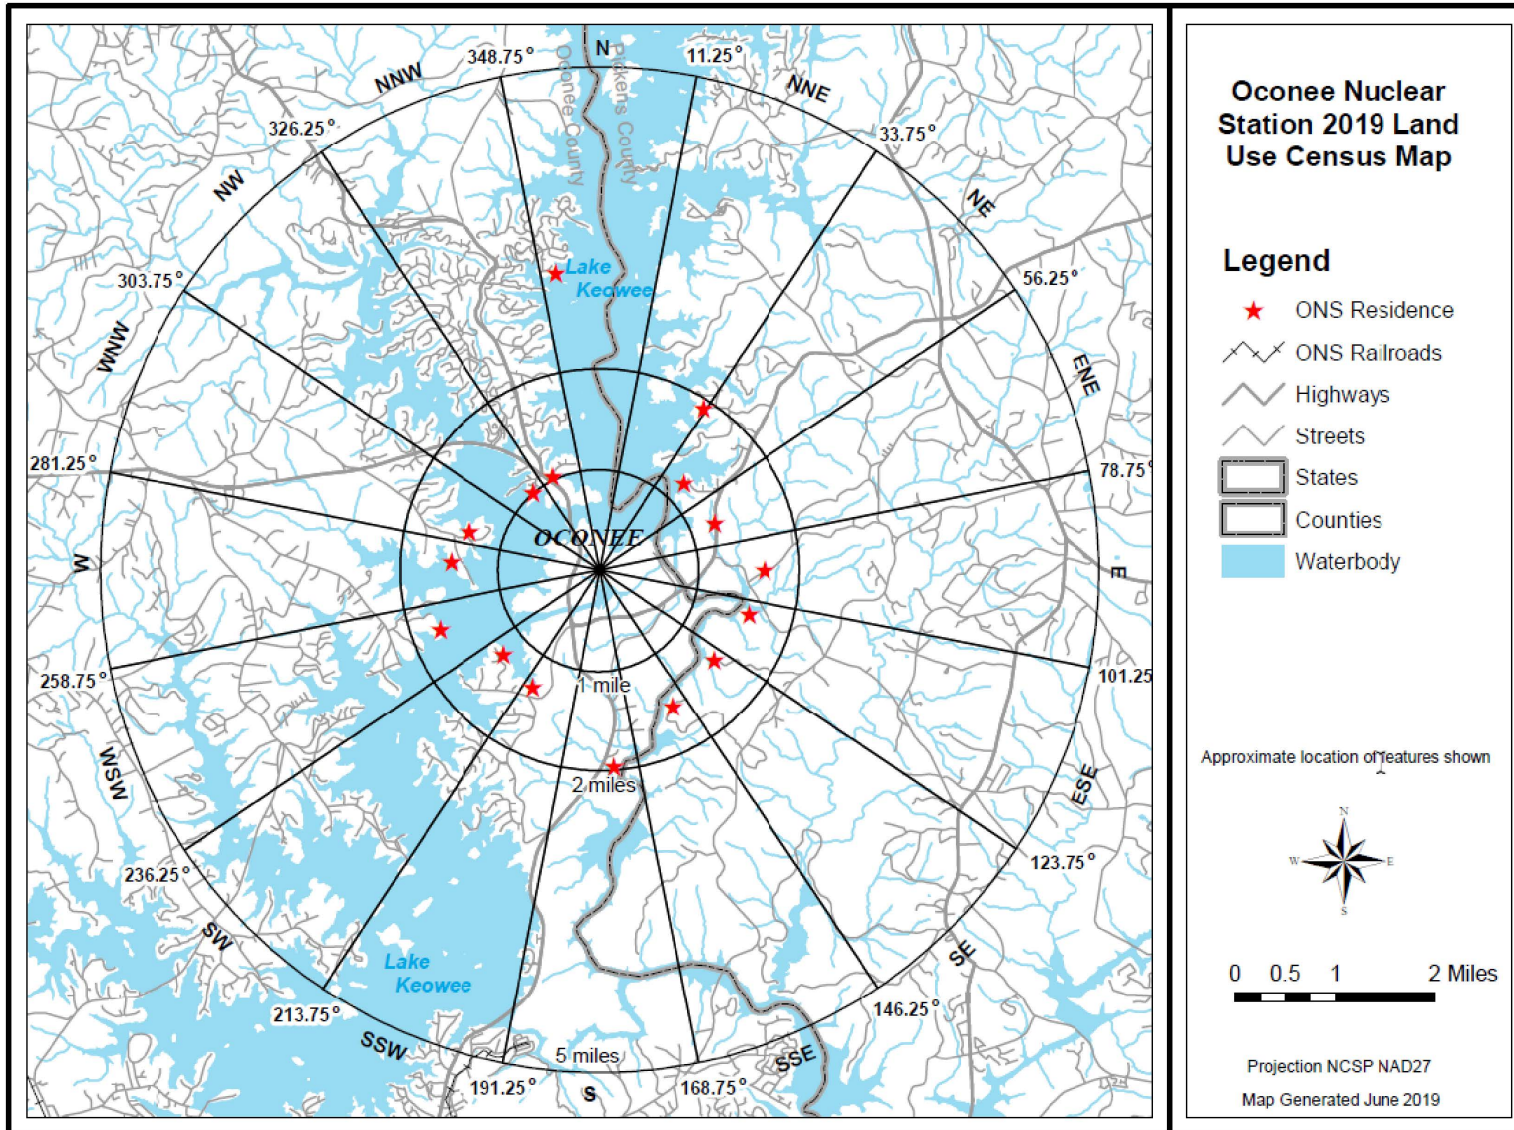 348.75°
N
11.25°
NNW
NNE
Oconee County
Pickens County
326.25°
33.75°
NW
NE
303.75°
Lake
Keowee
56.25°
WNW
ENE
281.25°
78.75°
OCONEE
W
E
258.75°
101.25
1 mile
2 miles
WSW
ESE
236.25°
123.75°
SW
SE
Lake
Keowee
213.75°
146.25°
SSW
SSE
5 miles
191.25°
S
168.75°
Oconee Nuclear
Station 2019 Land
Use Census Map
Legend
ONS Residence
ONS Railroads
Highways
Streets
States
Counties
Waterbody
Approximate location of features shown
N
W
E
S
0 0.5 1 2 Miles
Projection NCSP NAD27
Map Generated June 2019